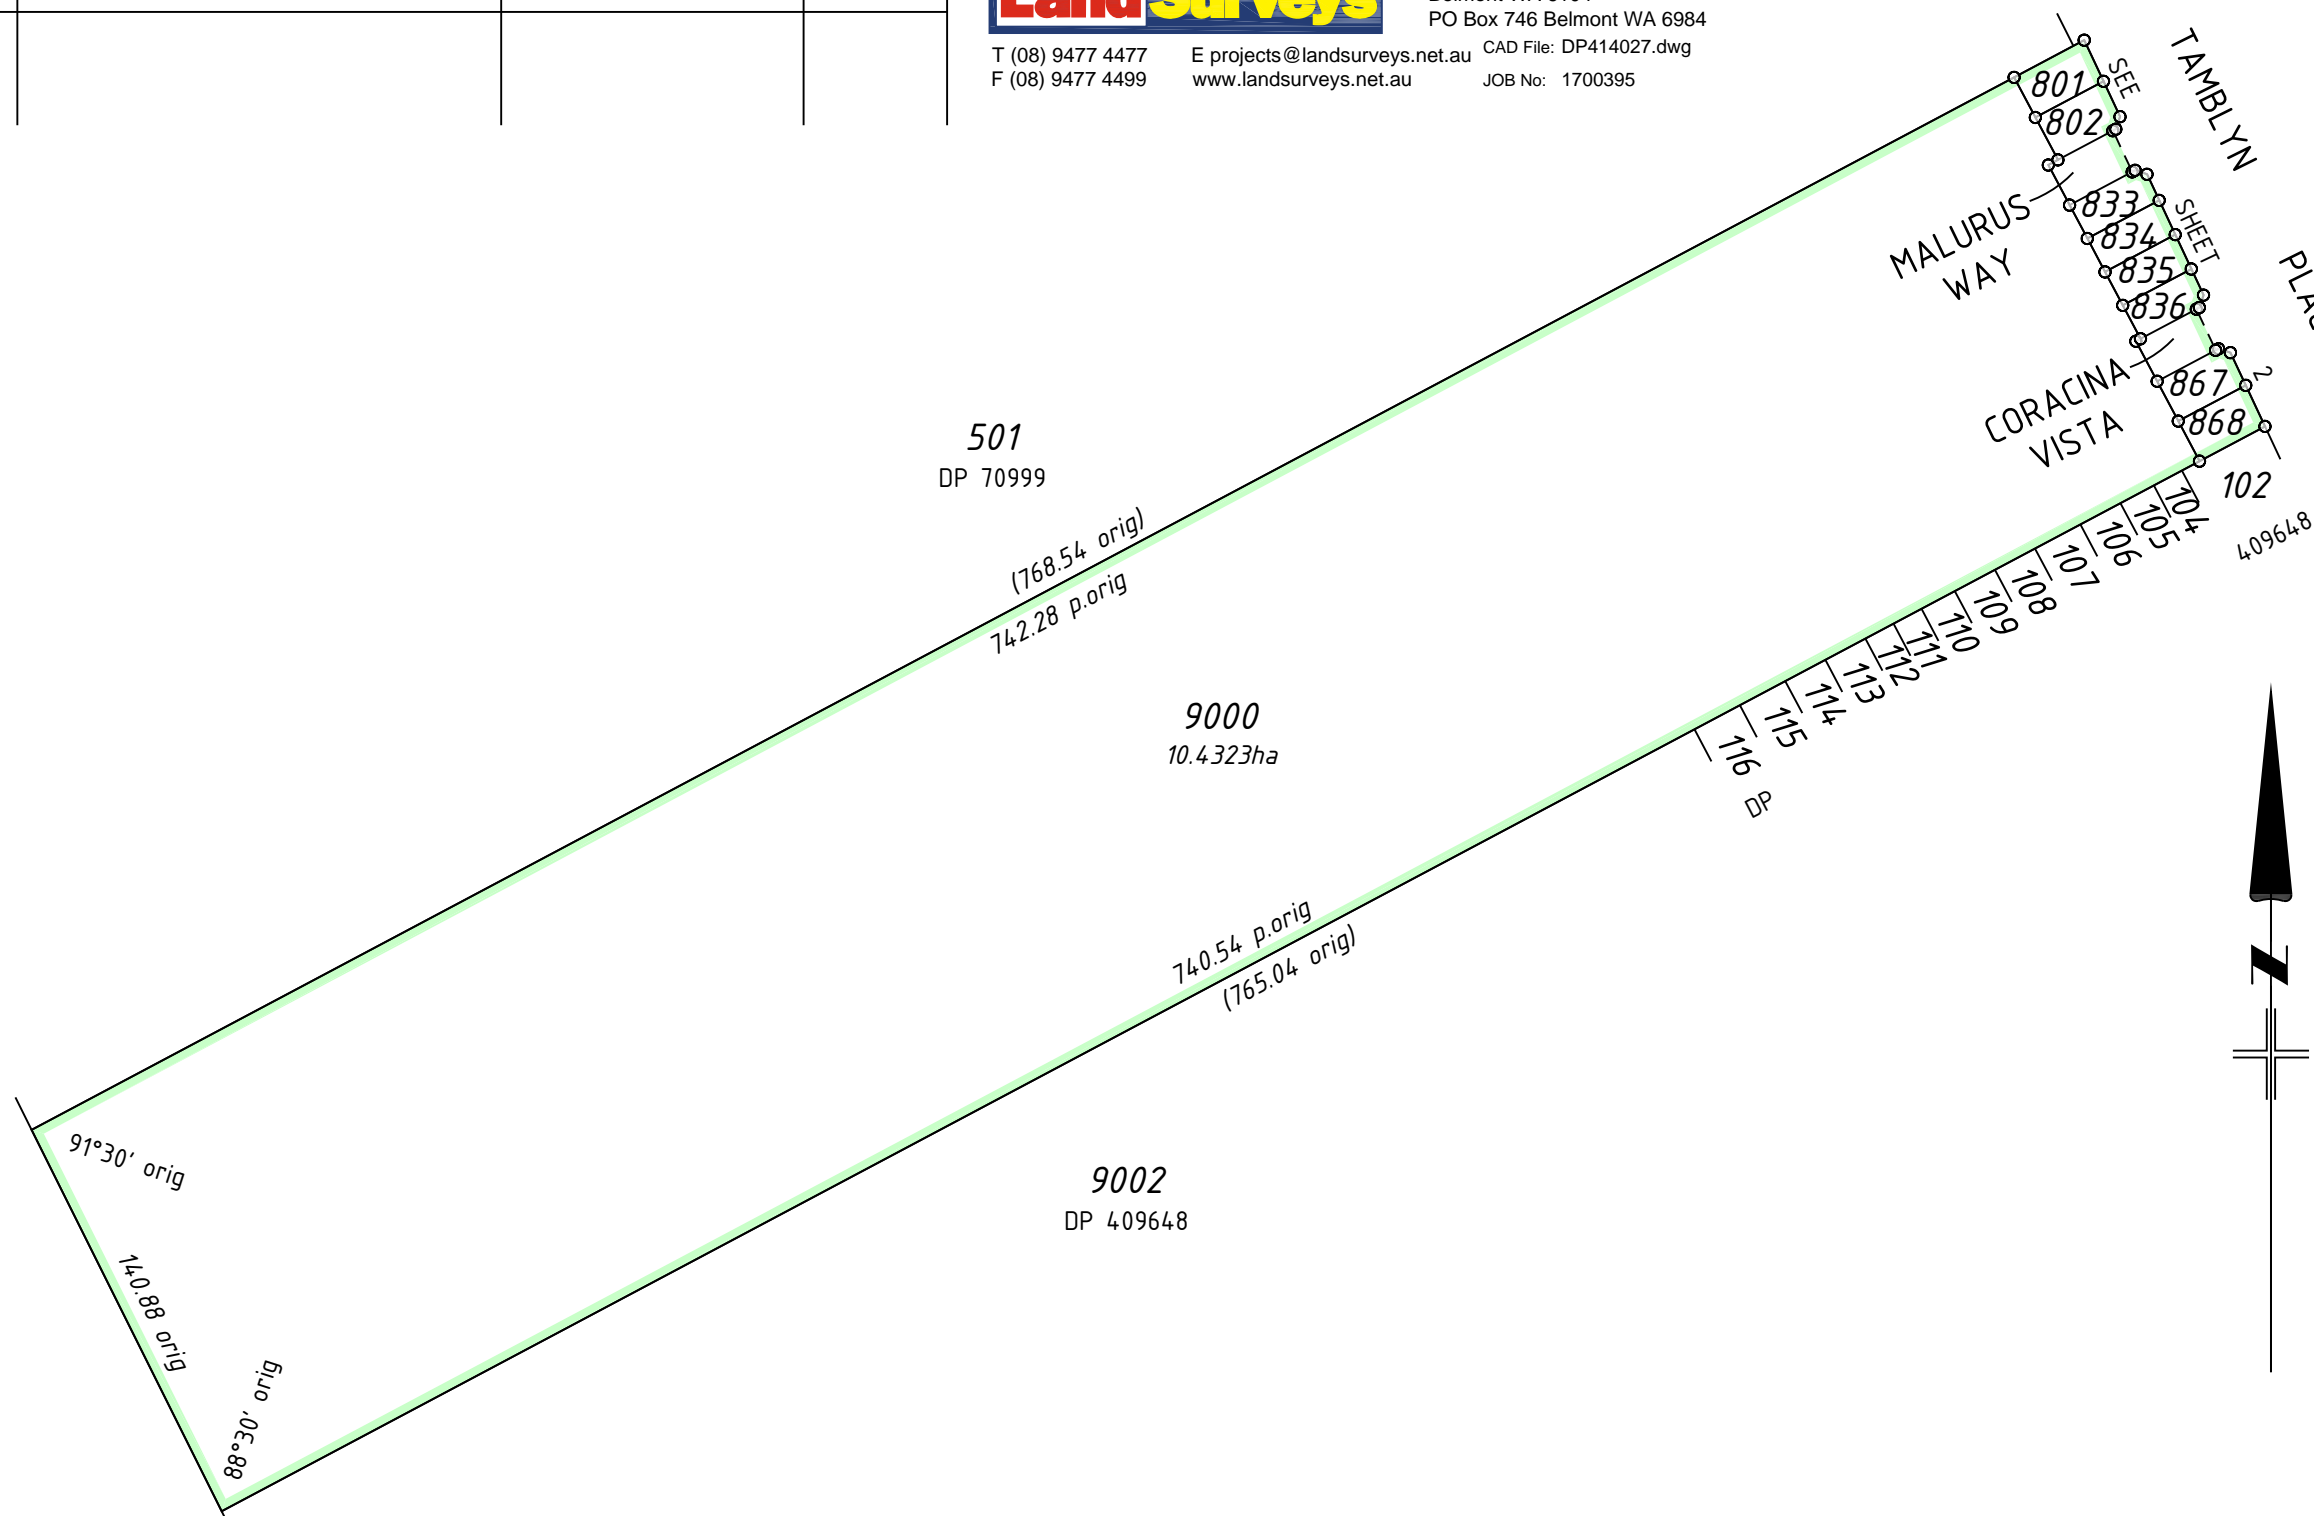 Land Surveys
PO Box 746 Belmont WA 6984
T (08) 9477 4477
E projects@landsurveys.net.au
CAD File: DP414027.dwg
F (08) 9477 4499
www.landsurveys.net.au
JOB No: 1700395
TAMBLYN
SEE
801
802
833
SHEET
834
835
836
MALURUS
WAY
867
2
868
CORACINA
VISTA
501
DP 70999
102
409648
104
105
106
107
108
109
110
111
112
113
114
115
116
DP
(768.54 orig)
742.28 p.orig
9000
10.4323ha
740.54 p.orig
(765.04 orig)
N
91°30' orig
140.88 orig
88°30' orig
9002
DP 409648